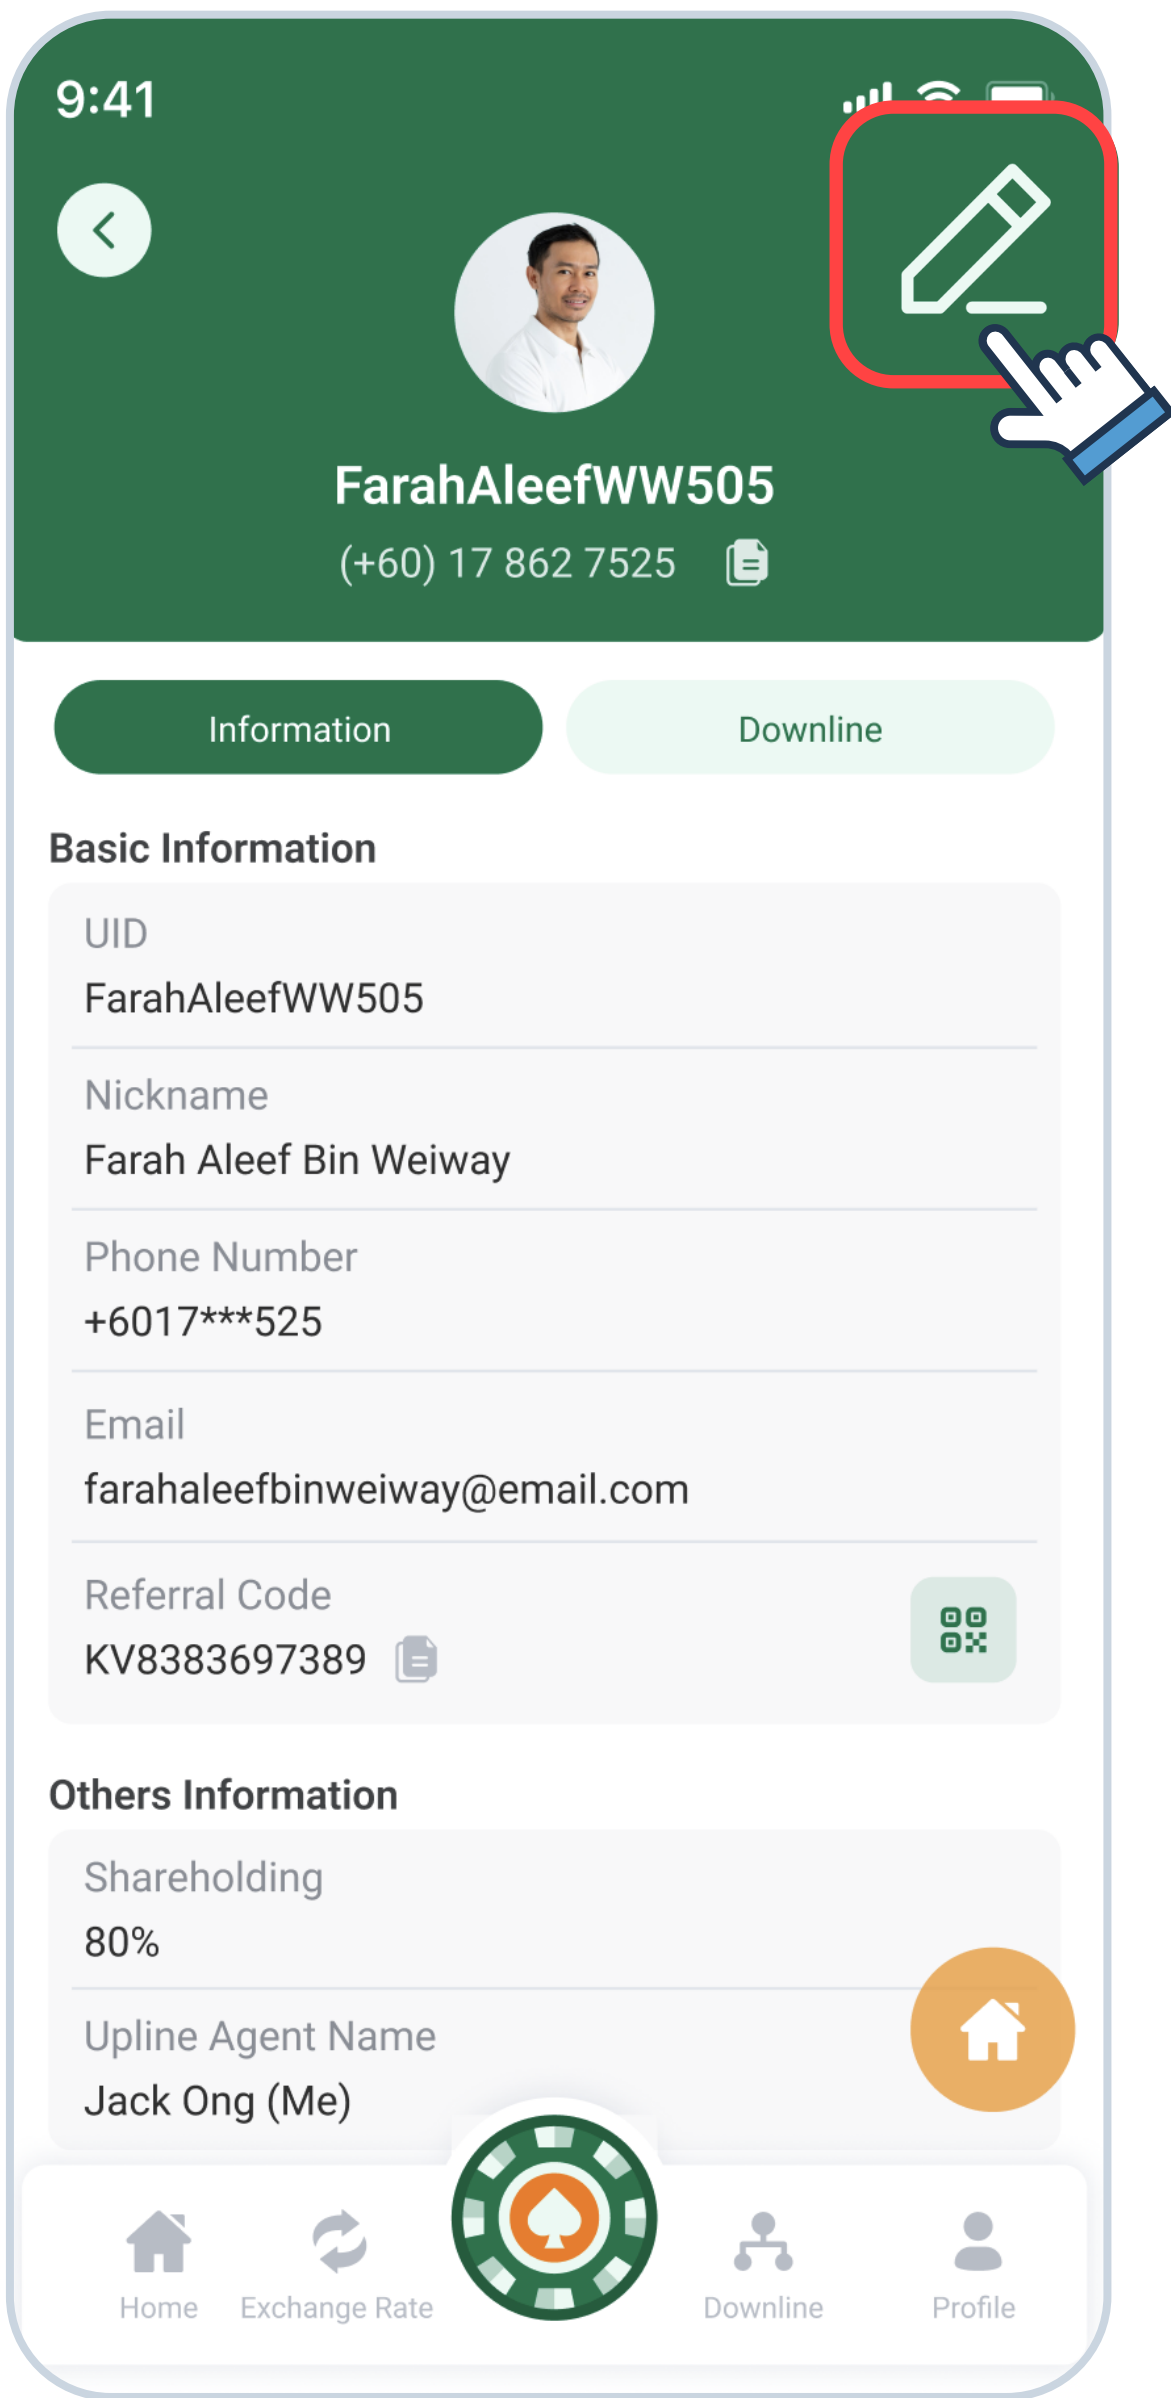 9:41
FarahAleefWW505
(+60) 17 862 7525
Information
Downline
Basic Information
UID
FarahAleefWW505
Nickname
Farah Aleef Bin Weiway
Phone Number
+6017***525
Email
farahaleefbinweiway@email.com
Referral Code
KV8383697389
Others Information
Shareholding
80%
Upline Agent Name
Jack Ong (Me)
Home
Exchange Rate
Downline
Profile